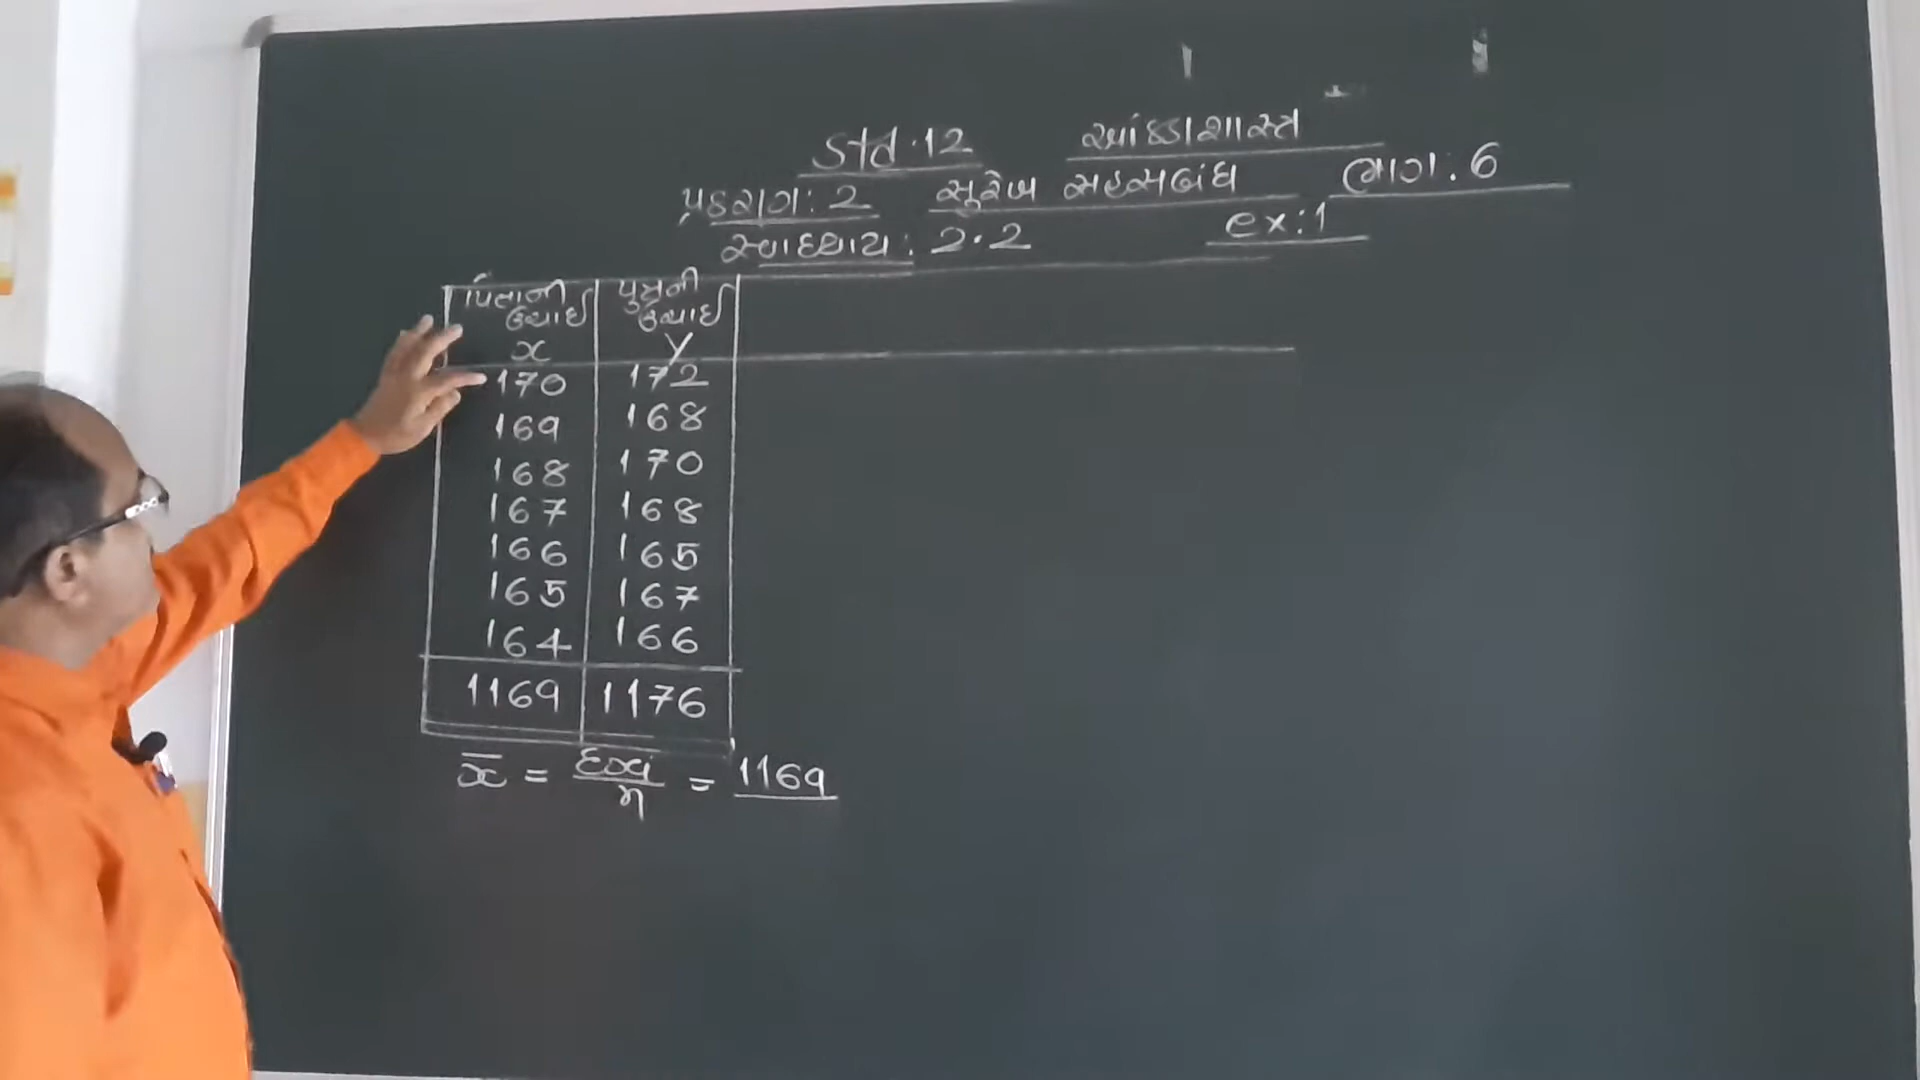 Std.12 આંકડાશાસ્ત્ર
પ્રકરણ: 2 સુરેખ સહસબંધ ભાગ. 6
સ્વાધ્યાય: 2.2 ex:1
પિતાની પુત્રની
ઉંચાઈ ઉંચાઈ
x y
170 172
169 168
168 170
167 168
166 165
165 167
164 166
1169 1176
x̄ = Σxi/n = 1169